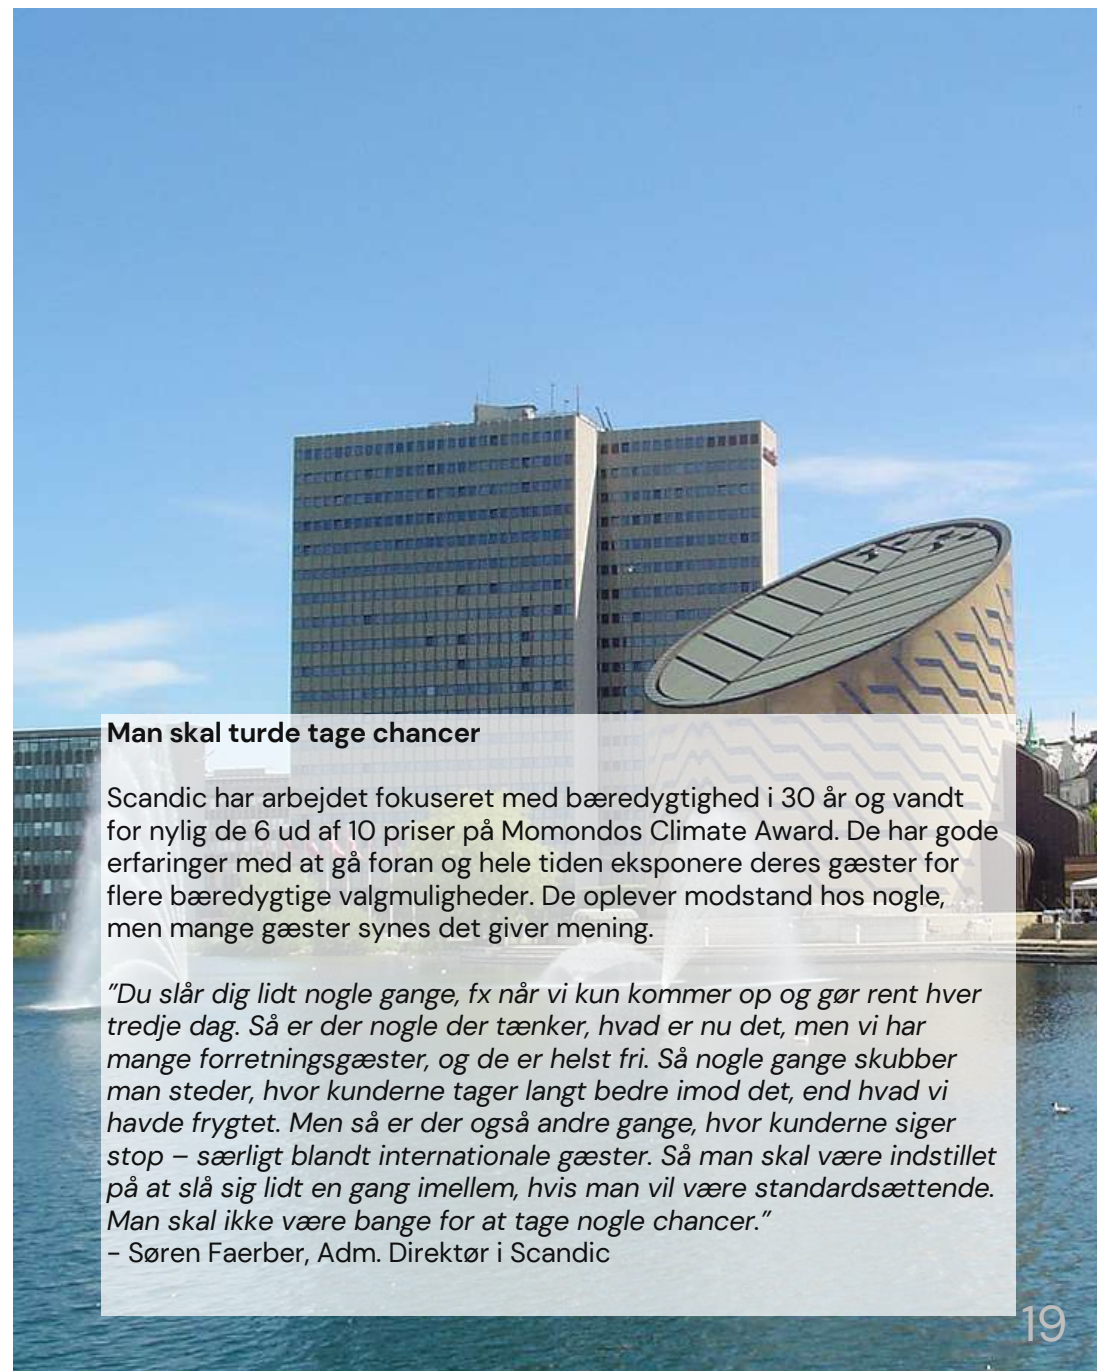 Man skal turde tage chancer
Scandic har arbejdet fokuseret med bæredygtighed i 30 år og vandt
for nylig de 6 ud af 10 priser på Momondos Climate Award. De har gode
erfaringer med at gå foran og hele tiden eksponere deres gæster for
flere bæredygtige valgmuligheder. De oplever modstand hos nogle,
men mange gæster synes det giver mening.
"Du slår dig lidt nogle gange, fx når vi kun kommer op og gør rent hver
tredje dag. Så er der nogle der tænker, hvad er nu det, men vi har
mange forretningsgæster, og de er helst fri. Så nogle gange skubber
man steder, hvor kunderne tager langt bedre imod det, end hvad vi
havde frygtet. Men så er der også andre gange, hvor kunderne siger
stop – særligt blandt internationale gæster. Så man skal være indstillet
på at slå sig lidt en gang imellem, hvis man vil være standardsættende.
Man skal ikke være bange for at tage nogle chancer."
- Søren Faerber, Adm. Direktør i Scandic
19